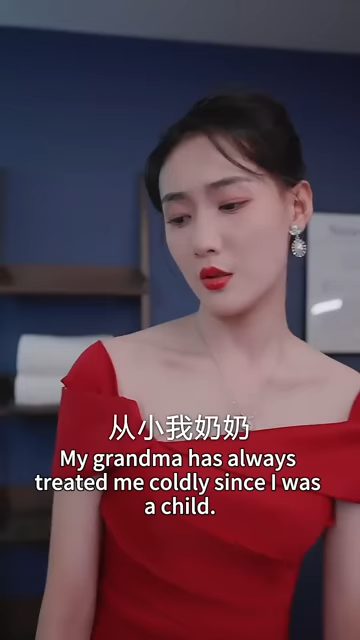 从小我奶奶
My grandma has always
treated me coldly since I was
a child.